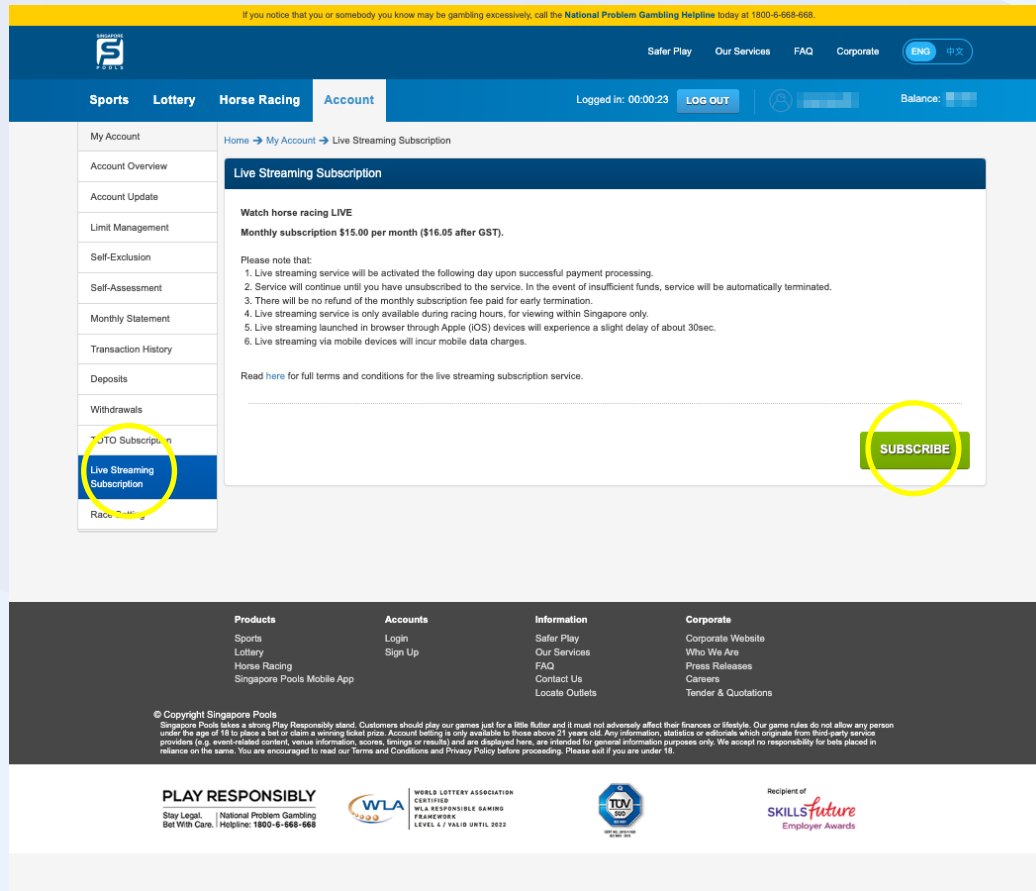 If you notice that you or somebody you know may be gambling excessively, call the National Problem Gambling Helpline today at 1800-6-668-668.
SINGAPORE
POOLS
Safer Play Our Services FAQ Corporate ENG 中文
Sports Lottery Horse Racing Account Logged in: 00:00:23 LOG OUT Balance:
My Account
Account Overview
Account Update
Limit Management
Self-Exclusion
Self-Assessment
Monthly Statement
Transaction History
Deposits
Withdrawals
TOTO Subscription
Live Streaming
Subscription
Race Betting
Home → My Account → Live Streaming Subscription
Live Streaming Subscription
Watch horse racing LIVE
Monthly subscription $15.00 per month ($16.05 after GST).
Please note that:
1. Live streaming service will be activated the following day upon successful payment processing.
2. Service will continue until you have unsubscribed to the service. In the event of insufficient funds, service will be automatically terminated.
3. There will be no refund of the monthly subscription fee paid for early termination.
4. Live streaming service is only available during racing hours, for viewing within Singapore only.
5. Live streaming launched in browser through Apple (iOS) devices will experience a slight delay of about 30sec.
6. Live streaming via mobile devices will incur mobile data charges.
Read here for full terms and conditions for the live streaming subscription service.
SUBSCRIBE
Products
Sports
Lottery
Horse Racing
Singapore Pools Mobile App
Accounts
Login
Sign Up
Information
Safer Play
Our Services
FAQ
Contact Us
Locate Outlets
Corporate
Corporate Website
Who We Are
Press Releases
Careers
Tender & Quotations
© Copyright Singapore Pools
Singapore Pools takes a strong Play Responsibly stand. Customers should play our games just for a little flutter and it must not adversely affect their finances or lifestyle. Our game rules do not allow any person
under the age of 18 to place a bet or claim a winning ticket prize. Account betting is only available to those above 21 years old. Any information, statistics or editorials which originate from third-party service
providers (e.g. event-related content, venue information, scores, timings or results) and are displayed here, are intended for general information purposes only. We accept no responsibility for bets placed in
reliance on the same. You are encouraged to read our Terms and Conditions and Privacy Policy before proceeding. Please exit if you are under 18.
PLAY RESPONSIBLY
Stay Legal. National Problem Gambling
Bet With Care. Helpline: 1800-6-668-668
WLA
WORLD LOTTERY ASSOCIATION
CERTIFIED
WLA RESPONSIBLE GAMING
FRAMEWORK
LEVEL 4 / VALID UNTIL 2022
TÜV
SÜD
Recipient of
SKILLSfuture
Employer Awards